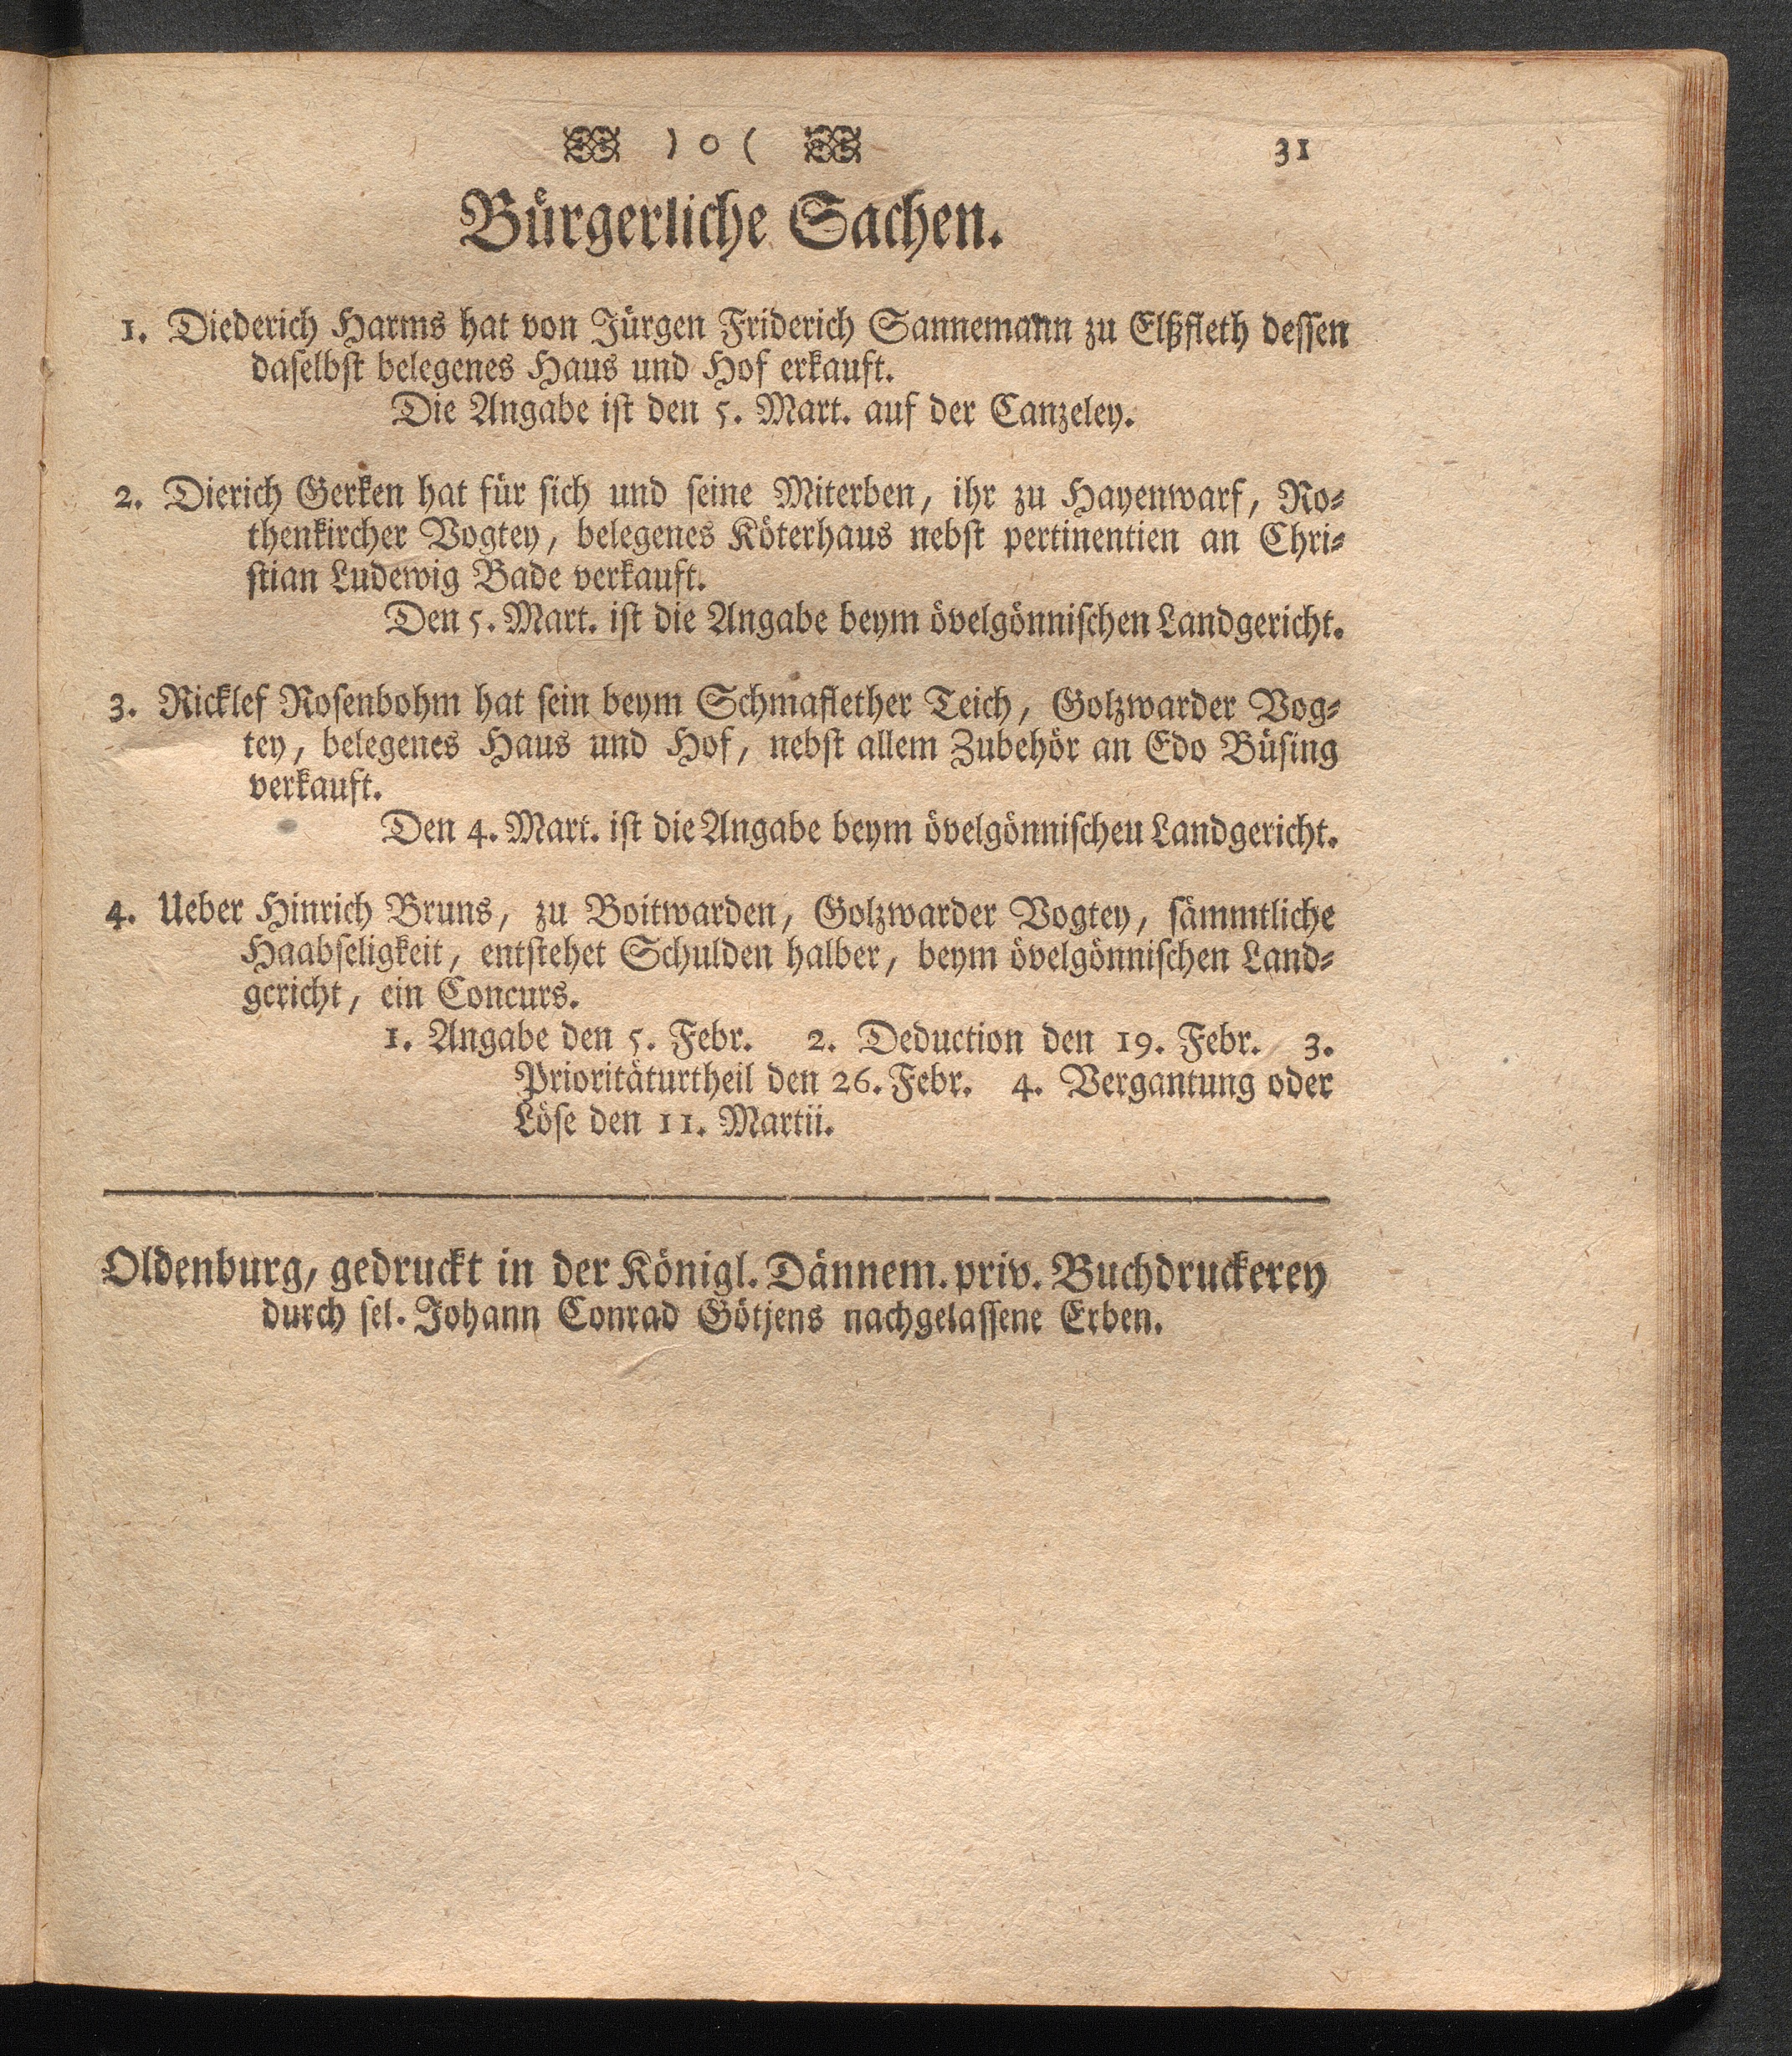 ) o ( 31
Bürgerliche Sachen.
1. Diederich Harms hat von Jürgen Friderich Sannemann zu Elßfleth dessen
daselbst belegenes Haus und Hof erkauft.
Die Angabe ist den 5. Mart. auf der Canzeley.
2. Dierich Gerken hat für sich und seine Miterben, ihr zu Hayenwarf, Ro-
thenkircher Vogtey, belegenes Köterhaus nebst pertinentien an Chri-
stian Ludewig Bade verkauft.
Den 5. Mart. ist die Angabe beym övelgönnischen Landgericht.
3. Ricklef Rosenbohm hat sein beym Schmaflether Teich, Golzwarder Vog-
tey, belegenes Haus und Hof, nebst allem Zubehör an Edo Büsing
verkauft.
Den 4. Mart. ist die Angabe beym övelgönnischen Landgericht.
4. Ueber Hinrich Bruns, zu Boitwarden, Golzwarder Vogtey, sämmtliche
Haabseligkeit, entstehet Schulden halber, beym övelgönnischen Land-
gericht, ein Concurs.
1. Angabe den 5. Febr. 2. Deduction den 19. Febr. 3.
Prioritäturtheil den 26. Febr. 4. Vergantung oder
Löse den 11. Martii.
Oldenburg, gedruckt in der Königl. Dännem. priv. Buchdruckerey
durch sel. Johann Conrad Götjens nachgelassene Erben.